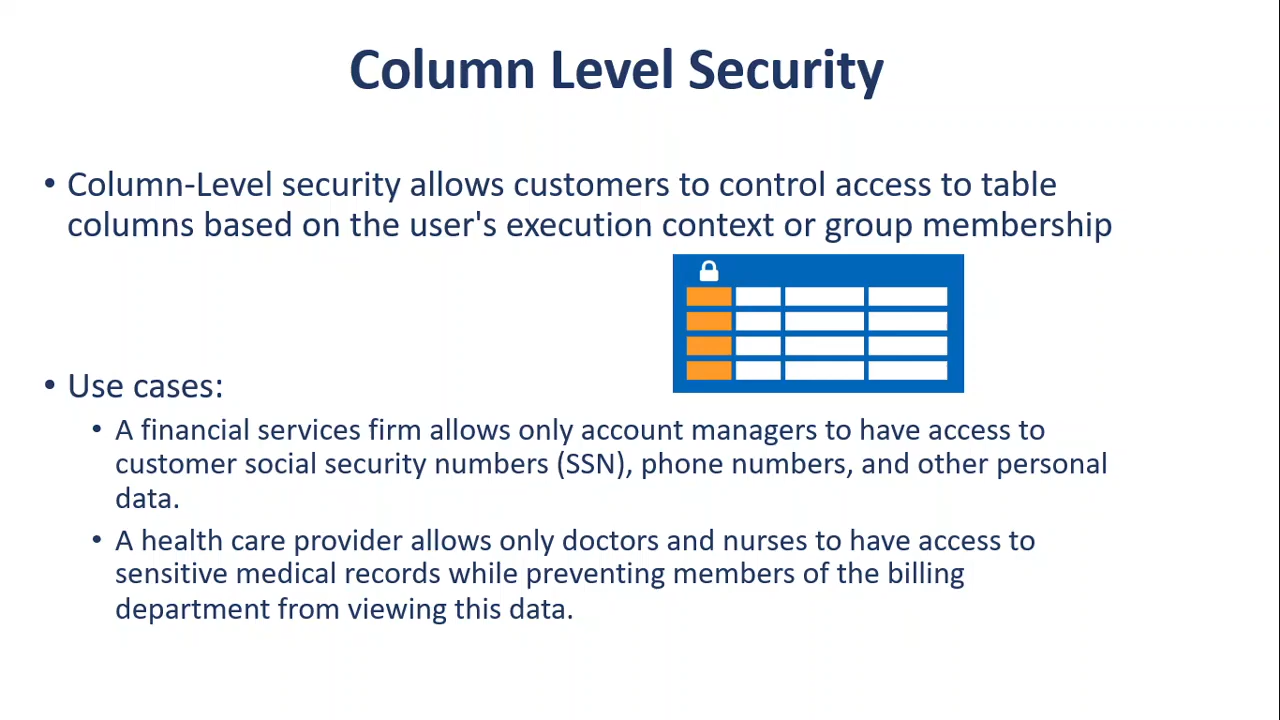 Column Level Security
• Column-Level security allows customers to control access to table
columns based on the user's execution context or group membership
• Use cases:
• A financial services firm allows only account managers to have access to
customer social security numbers (SSN), phone numbers, and other personal
data.
• A health care provider allows only doctors and nurses to have access to
sensitive medical records while preventing members of the billing
department from viewing this data.